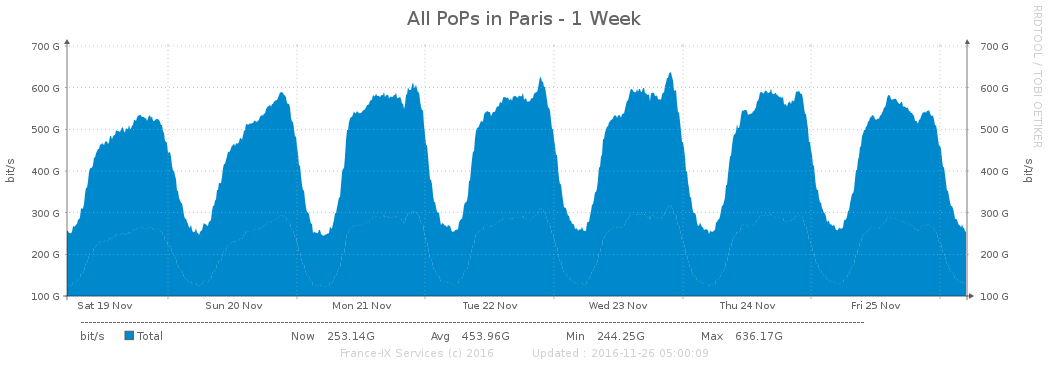 All PoPs in Paris - 1 Week
RRDTOOL / TOBI OETIKER
700 G 700 G
600 G 600 G
500 G 500 G
400 G 400 G
300 G 300 G
200 G 200 G
100 G 100 G
bit/s
bit/s
Sat 19 Nov Sun 20 Nov Mon 21 Nov Tue 22 Nov Wed 23 Nov Thu 24 Nov Fri 25 Nov
bit/s Total Now 253.14G Avg 453.96G Min 244.25G Max 636.17G
France-IX Services (c) 2016 Updated : 2016-11-26 05:00:09